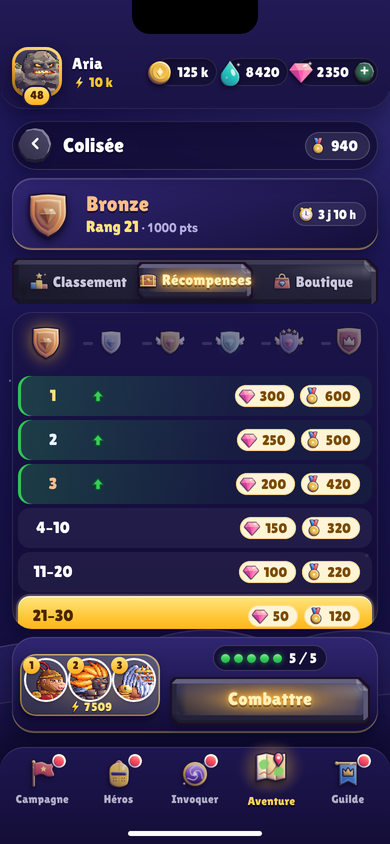 Aria
10 k
48
125 k
8420
2350
Colisée
940
Bronze
Rang 21 · 1000 pts
3 j 10 h
Classement
Récompenses
Boutique
1
300
600
2
250
500
3
200
420
4–10
150
320
11–20
100
220
21–30
50
120
1
2
3
7509
5 / 5
Combattre
Campagne
Héros
Invoquer
Aventure
Guilde